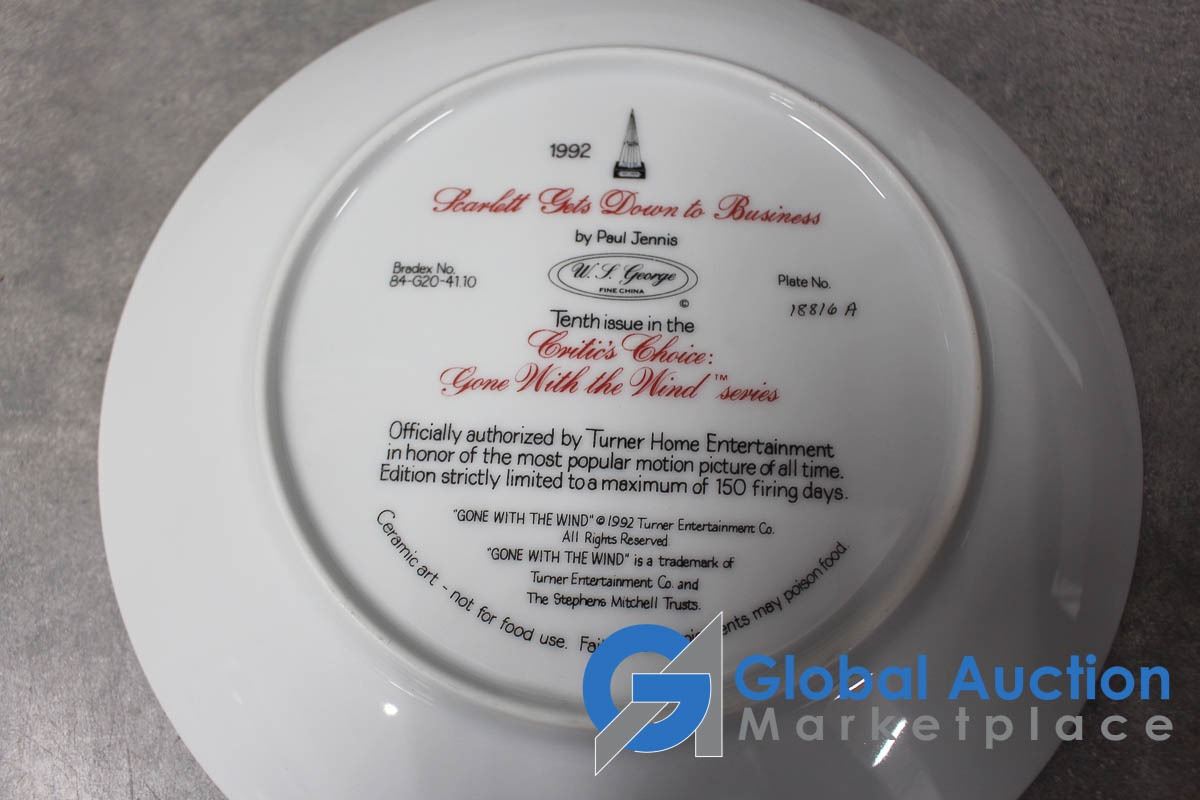 1992
Scarlett Gets Down to Business
by Paul Jennis
Bradex No.
84-G20-41.10
W. S. George
FINE CHINA
©
Plate No.
18816 A
Tenth issue in the
Critic's Choice:
Gone With the Wind™ series
Officially authorized by Turner Home Entertainment
in honor of the most popular motion picture of all time.
Edition strictly limited to a maximum of 150 firing days.
"GONE WITH THE WIND" © 1992 Turner Entertainment Co.
All Rights Reserved
"GONE WITH THE WIND" is a trademark of
Turner Entertainment Co. and
The Stephens Mitchell Trusts.
Ceramic art - not for food use. may poison food.
GA
Global Auction
Marketplace